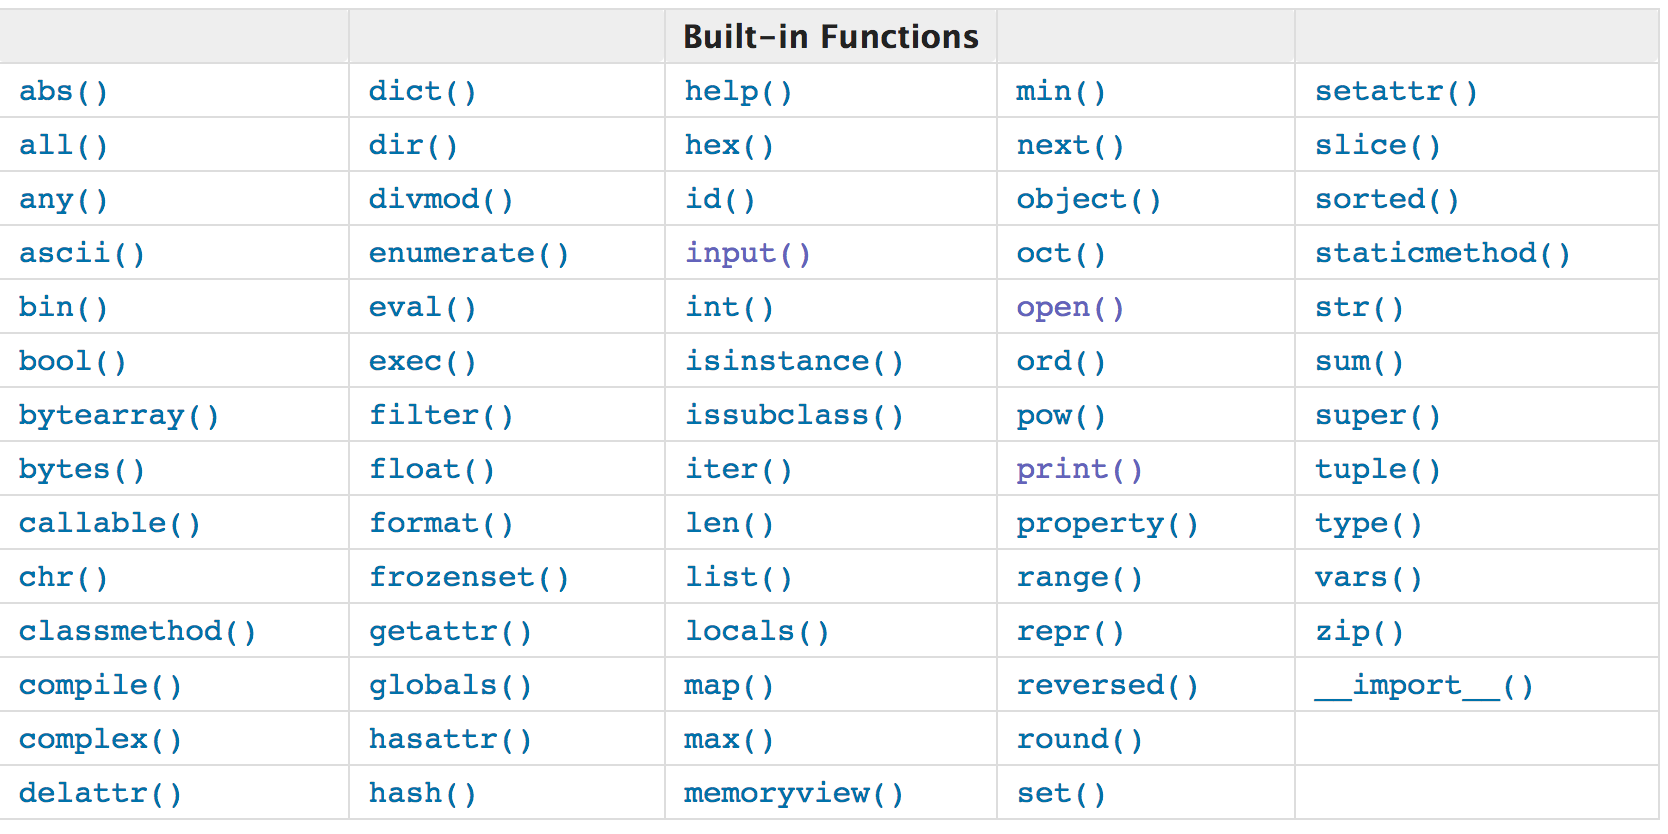 Built-in Functions
abs() dict() help() min() setattr()
all() dir() hex() next() slice()
any() divmod() id() object() sorted()
ascii() enumerate() input() oct() staticmethod()
bin() eval() int() open() str()
bool() exec() isinstance() ord() sum()
bytearray() filter() issubclass() pow() super()
bytes() float() iter() print() tuple()
callable() format() len() property() type()
chr() frozenset() list() range() vars()
classmethod() getattr() locals() repr() zip()
compile() globals() map() reversed() __import__()
complex() hasattr() max() round()
delattr() hash() memoryview() set()